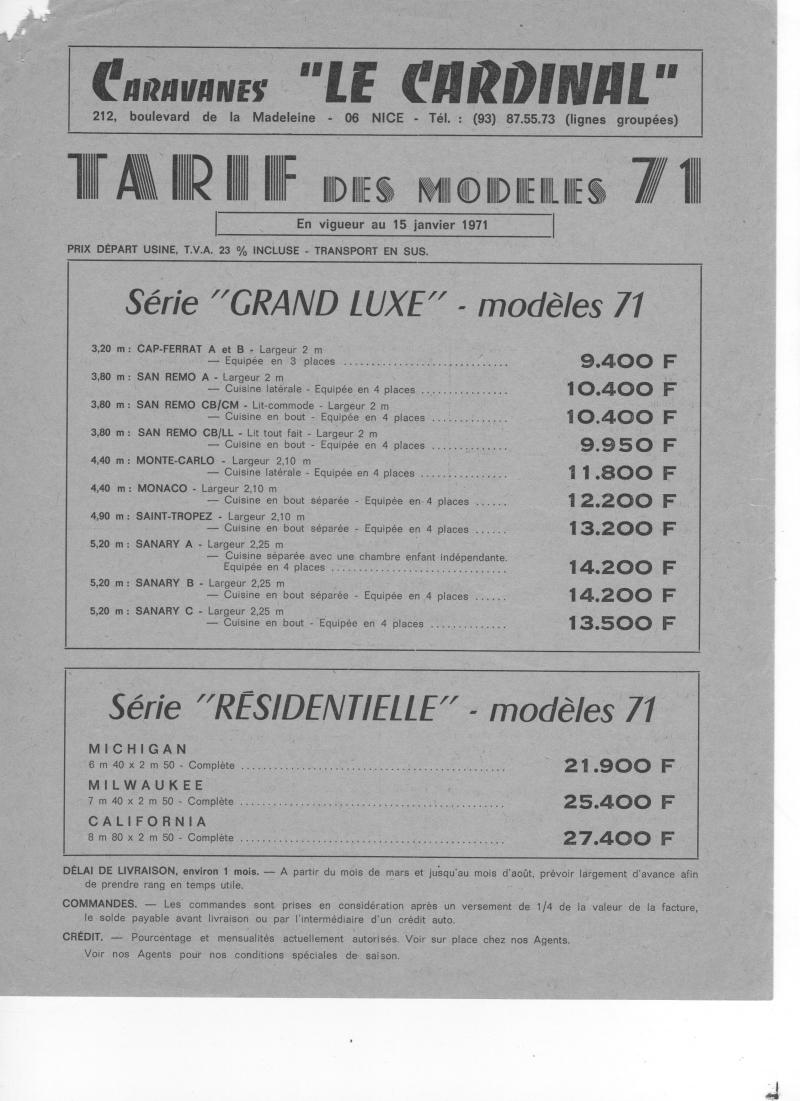 CARAVANES "LE CARDINAL"
212, boulevard de la Madeleine - 06 NICE - Tél. : (93) 87.55.73 (lignes groupées)
TARIF DES MODELES 71
En vigueur au 15 janvier 1971
PRIX DÉPART USINE, T.V.A. 23 % INCLUSE - TRANSPORT EN SUS.
Série "GRAND LUXE" - modèles 71
3,20 m : CAP-FERRAT A et B - Largeur 2 m
— Equipée en 3 places .............................. 9.400 F
3,80 m : SAN REMO A - Largeur 2 m
— Cuisine latérale - Equipée en 4 places ................ 10.400 F
3,80 m : SAN REMO CB/CM - Lit-commode - Largeur 2 m
— Cuisine en bout - Equipée en 4 places .............. 10.400 F
3,80 m : SAN REMO CB/LL - Lit tout fait - Largeur 2 m
— Cuisine en bout - Equipée en 4 places .............. 9.950 F
4,40 m : MONTE-CARLO - Largeur 2,10 m
— Cuisine latérale - Equipée en 4 places ................ 11.800 F
4,40 m : MONACO - Largeur 2,10 m
— Cuisine en bout séparée - Equipée en 4 places ...... 12.200 F
4,90 m : SAINT-TROPEZ - Largeur 2,10 m
— Cuisine en bout séparée - Equipée en 4 places ...... 13.200 F
5,20 m : SANARY A - Largeur 2,25 m
— Cuisine séparée avec une chambre enfant indépendante.
Equipée en 4 places ................................ 14.200 F
5,20 m : SANARY B - Largeur 2,25 m
— Cuisine en bout séparée - Equipée en 4 places ...... 14.200 F
5,20 m : SANARY C - Largeur 2,25 m
— Cuisine en bout - Equipée en 4 places .............. 13.500 F
Série "RÉSIDENTIELLE" - modèles 71
MICHIGAN
6 m 40 x 2 m 50 - Complète ................................ 21.900 F
MILWAUKEE
7 m 40 x 2 m 50 - Complète ................................ 25.400 F
CALIFORNIA
8 m 80 x 2 m 50 - Complète ................................ 27.400 F
DÉLAI DE LIVRAISON, environ 1 mois. — A partir du mois de mars et jusqu'au mois d'août, prévoir largement d'avance afin
de prendre rang en temps utile.
COMMANDES. — Les commandes sont prises en considération après un versement de 1/4 de la valeur de la facture,
le solde payable avant livraison ou par l'intermédiaire d'un crédit auto.
CRÉDIT. — Pourcentage et mensualités actuellement autorisés. Voir sur place chez nos Agents.
Voir nos Agents pour nos conditions spéciales de saison.